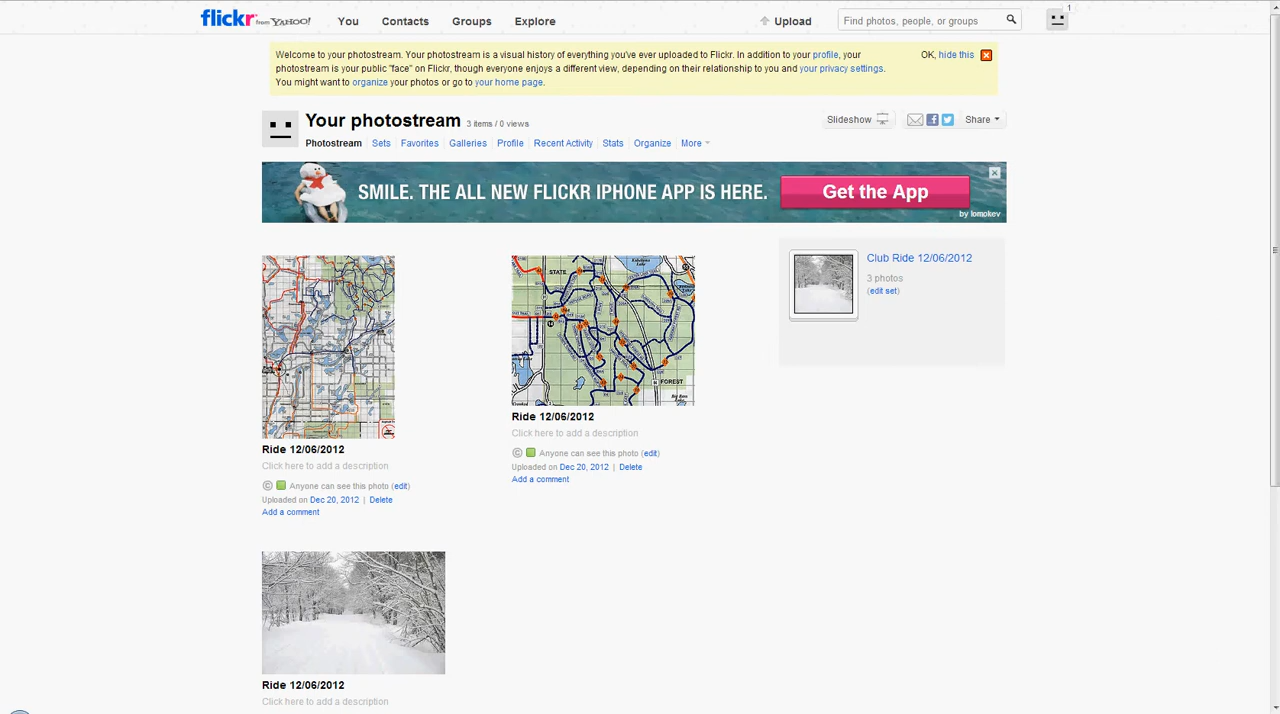 flickr from YAHOO! You Contacts Groups Explore Upload Find photos, people, or groups 1
Welcome to your photostream. Your photostream is a visual history of everything you've ever uploaded to Flickr. In addition to your profile, your OK, hide this
photostream is your public "face" on Flickr, though everyone enjoys a different view, depending on their relationship to you and your privacy settings.
You might want to organize your photos or go to your home page.
Your photostream 3 items / 0 views Slideshow Share
Photostream Sets Favorites Galleries Profile Recent Activity Stats Organize More
SMILE. THE ALL NEW FLICKR IPHONE APP IS HERE. Get the App
by lomokev
Club Ride 12/06/2012
3 photos
(edit set)
STATE
FOREST
Ride 12/06/2012
Click here to add a description
Anyone can see this photo (edit)
Uploaded on Dec 20, 2012 | Delete
Add a comment
Ride 12/06/2012
Click here to add a description
© Anyone can see this photo (edit)
Uploaded on Dec 20, 2012 | Delete
Add a comment
Ride 12/06/2012
Click here to add a description